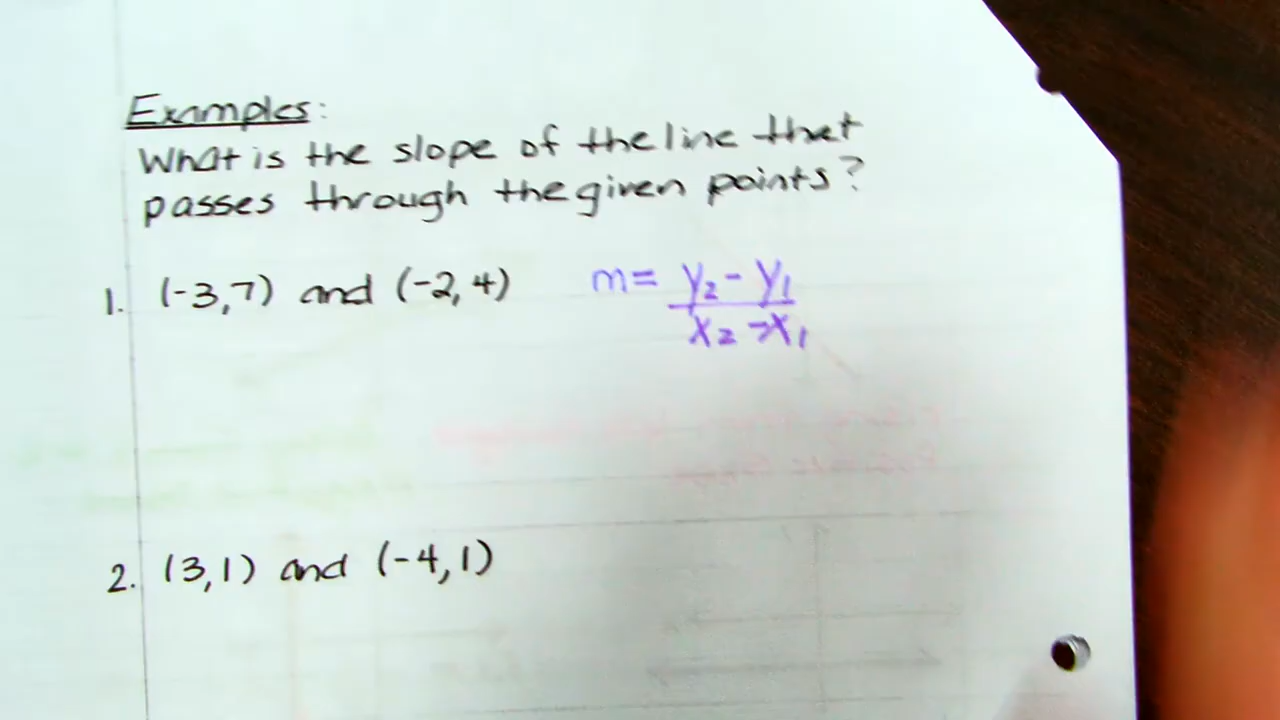 Examples:
What is the slope of the line that
passes through the given points?
1. (-3,7) and (-2,4) m = y₂ - y₁
x₂ - x₁
2. (3,1) and (-4,1)